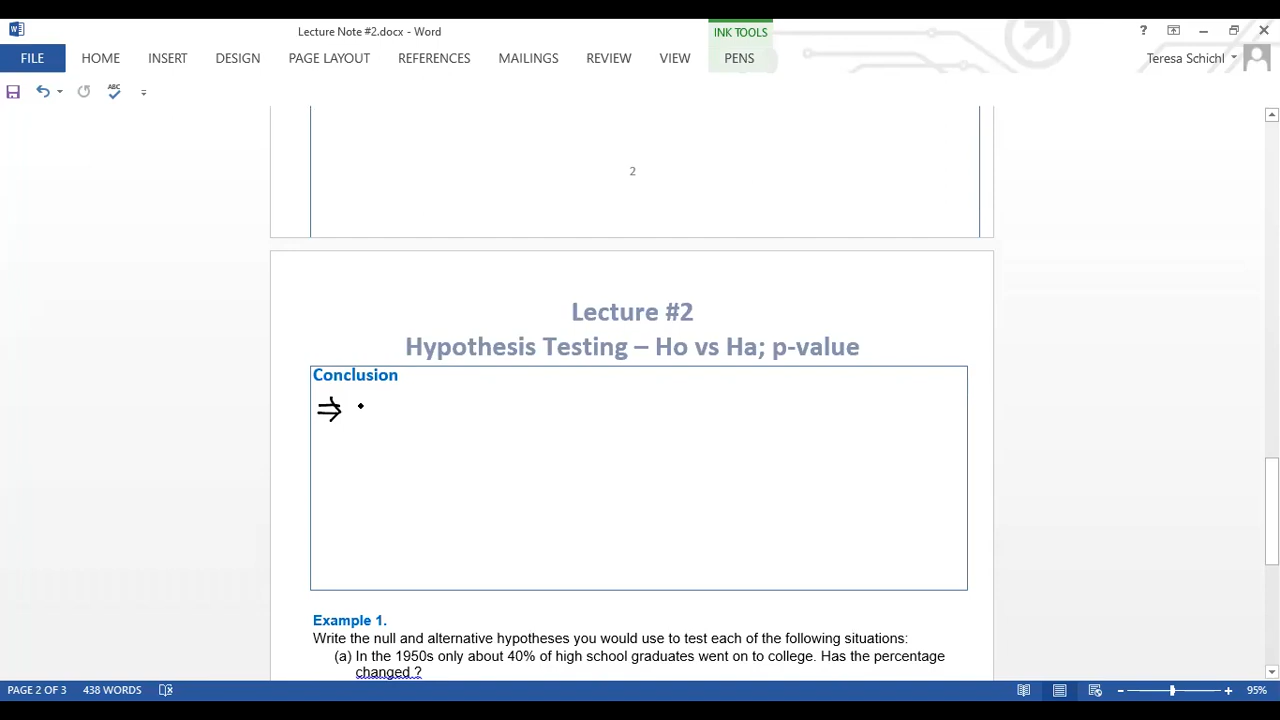 Lecture Note #2.docx - Word
INK TOOLS
FILE HOME INSERT DESIGN PAGE LAYOUT REFERENCES MAILINGS REVIEW VIEW PENS Teresa Schichl
ABC
2
Lecture #2
Hypothesis Testing – Ho vs Ha; p-value
Conclusion
⇒
Example 1.
Write the null and alternative hypotheses you would use to test each of the following situations:
(a) In the 1950s only about 40% of high school graduates went on to college. Has the percentage
changed ?
PAGE 2 OF 3 438 WORDS 95%